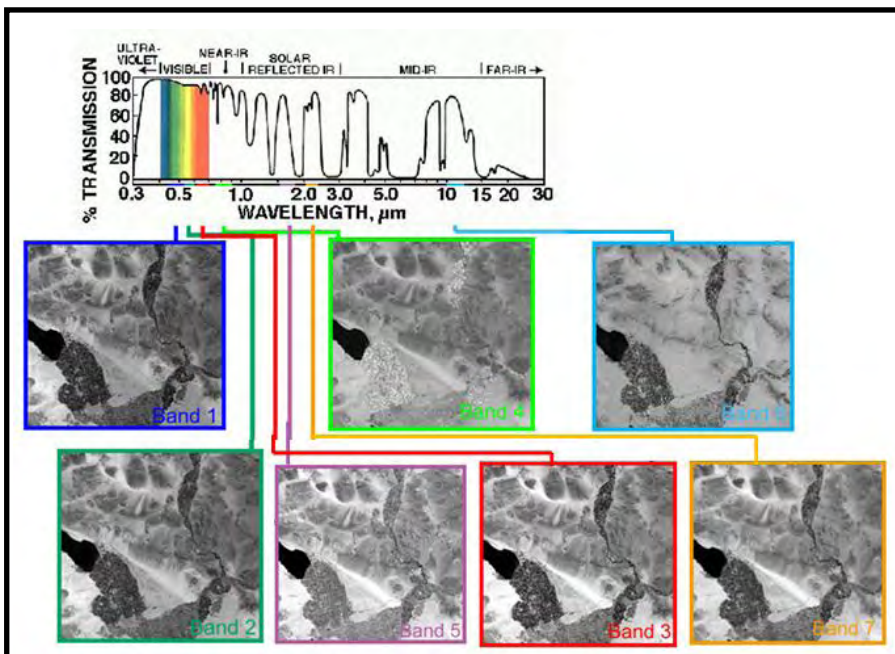 ULTRA-
VIOLET
VISIBLE
NEAR-IR
SOLAR
REFLECTED IR
MID-IR
FAR-IR
% TRANSMISSION
100
80
60
40
20
0
0.3 0.5 1.0 2.0 3.0 5.0 10 15 20 30
WAVELENGTH, µm
Band 1
Band 4
Band 6
Band 2
Band 5
Band 3
Band 7